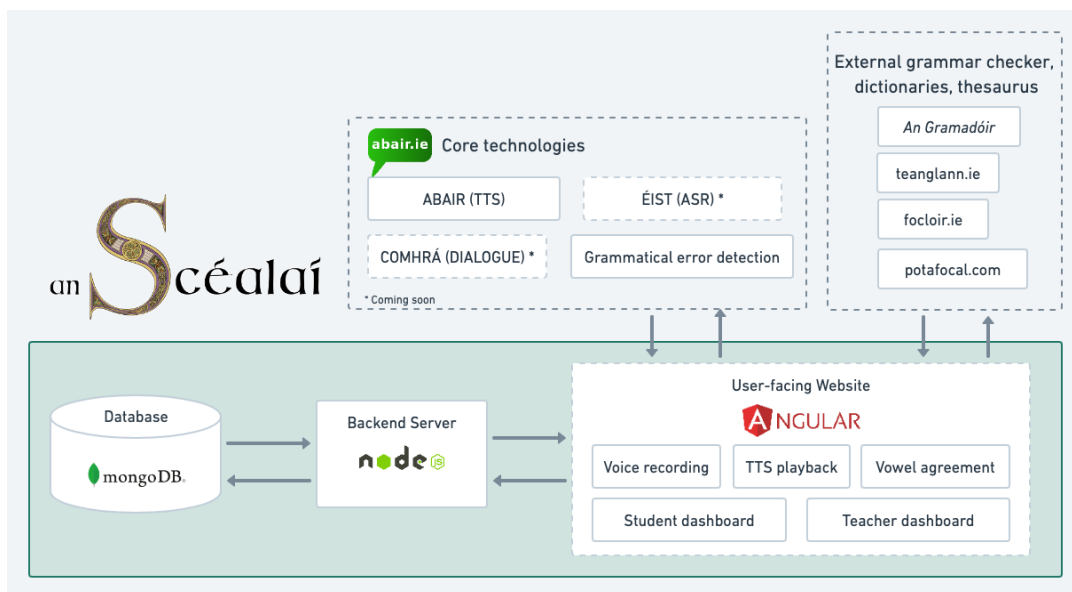 an Scéalaí
abair.ie
Core technologies
ABAIR (TTS)
ÉIST (ASR) *
COMHRÁ (DIALOGUE) *
Grammatical error detection
* Coming soon
External grammar checker,
dictionaries, thesaurus
An Gramadóir
teanglann.ie
focloir.ie
potafocal.com
Database
mongoDB.
Backend Server
node
JS
User-facing Website
ANGULAR
Voice recording
TTS playback
Vowel agreement
Student dashboard
Teacher dashboard